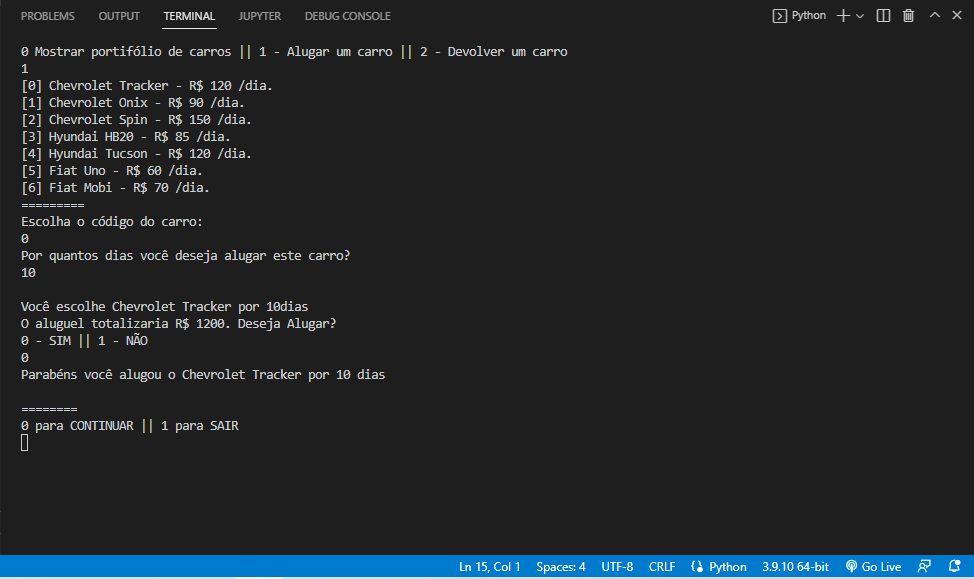 PROBLEMS OUTPUT TERMINAL JUPYTER DEBUG CONSOLE Python
0 Mostrar portifólio de carros || 1 - Alugar um carro || 2 - Devolver um carro
1
[0] Chevrolet Tracker - R$ 120 /dia.
[1] Chevrolet Onix - R$ 90 /dia.
[2] Chevrolet Spin - R$ 150 /dia.
[3] Hyundai HB20 - R$ 85 /dia.
[4] Hyundai Tucson - R$ 120 /dia.
[5] Fiat Uno - R$ 60 /dia.
[6] Fiat Mobi - R$ 70 /dia.
=========
Escolha o código do carro:
0
Por quantos dias você deseja alugar este carro?
10
Você escolhe Chevrolet Tracker por 10dias
O aluguel totalizaria R$ 1200. Deseja Alugar?
0 - SIM || 1 - NÃO
0
Parabéns você alugou o Chevrolet Tracker por 10 dias
========
0 para CONTINUAR || 1 para SAIR
Ln 15, Col 1 Spaces: 4 UTF-8 CRLF Python 3.9.10 64-bit Go Live